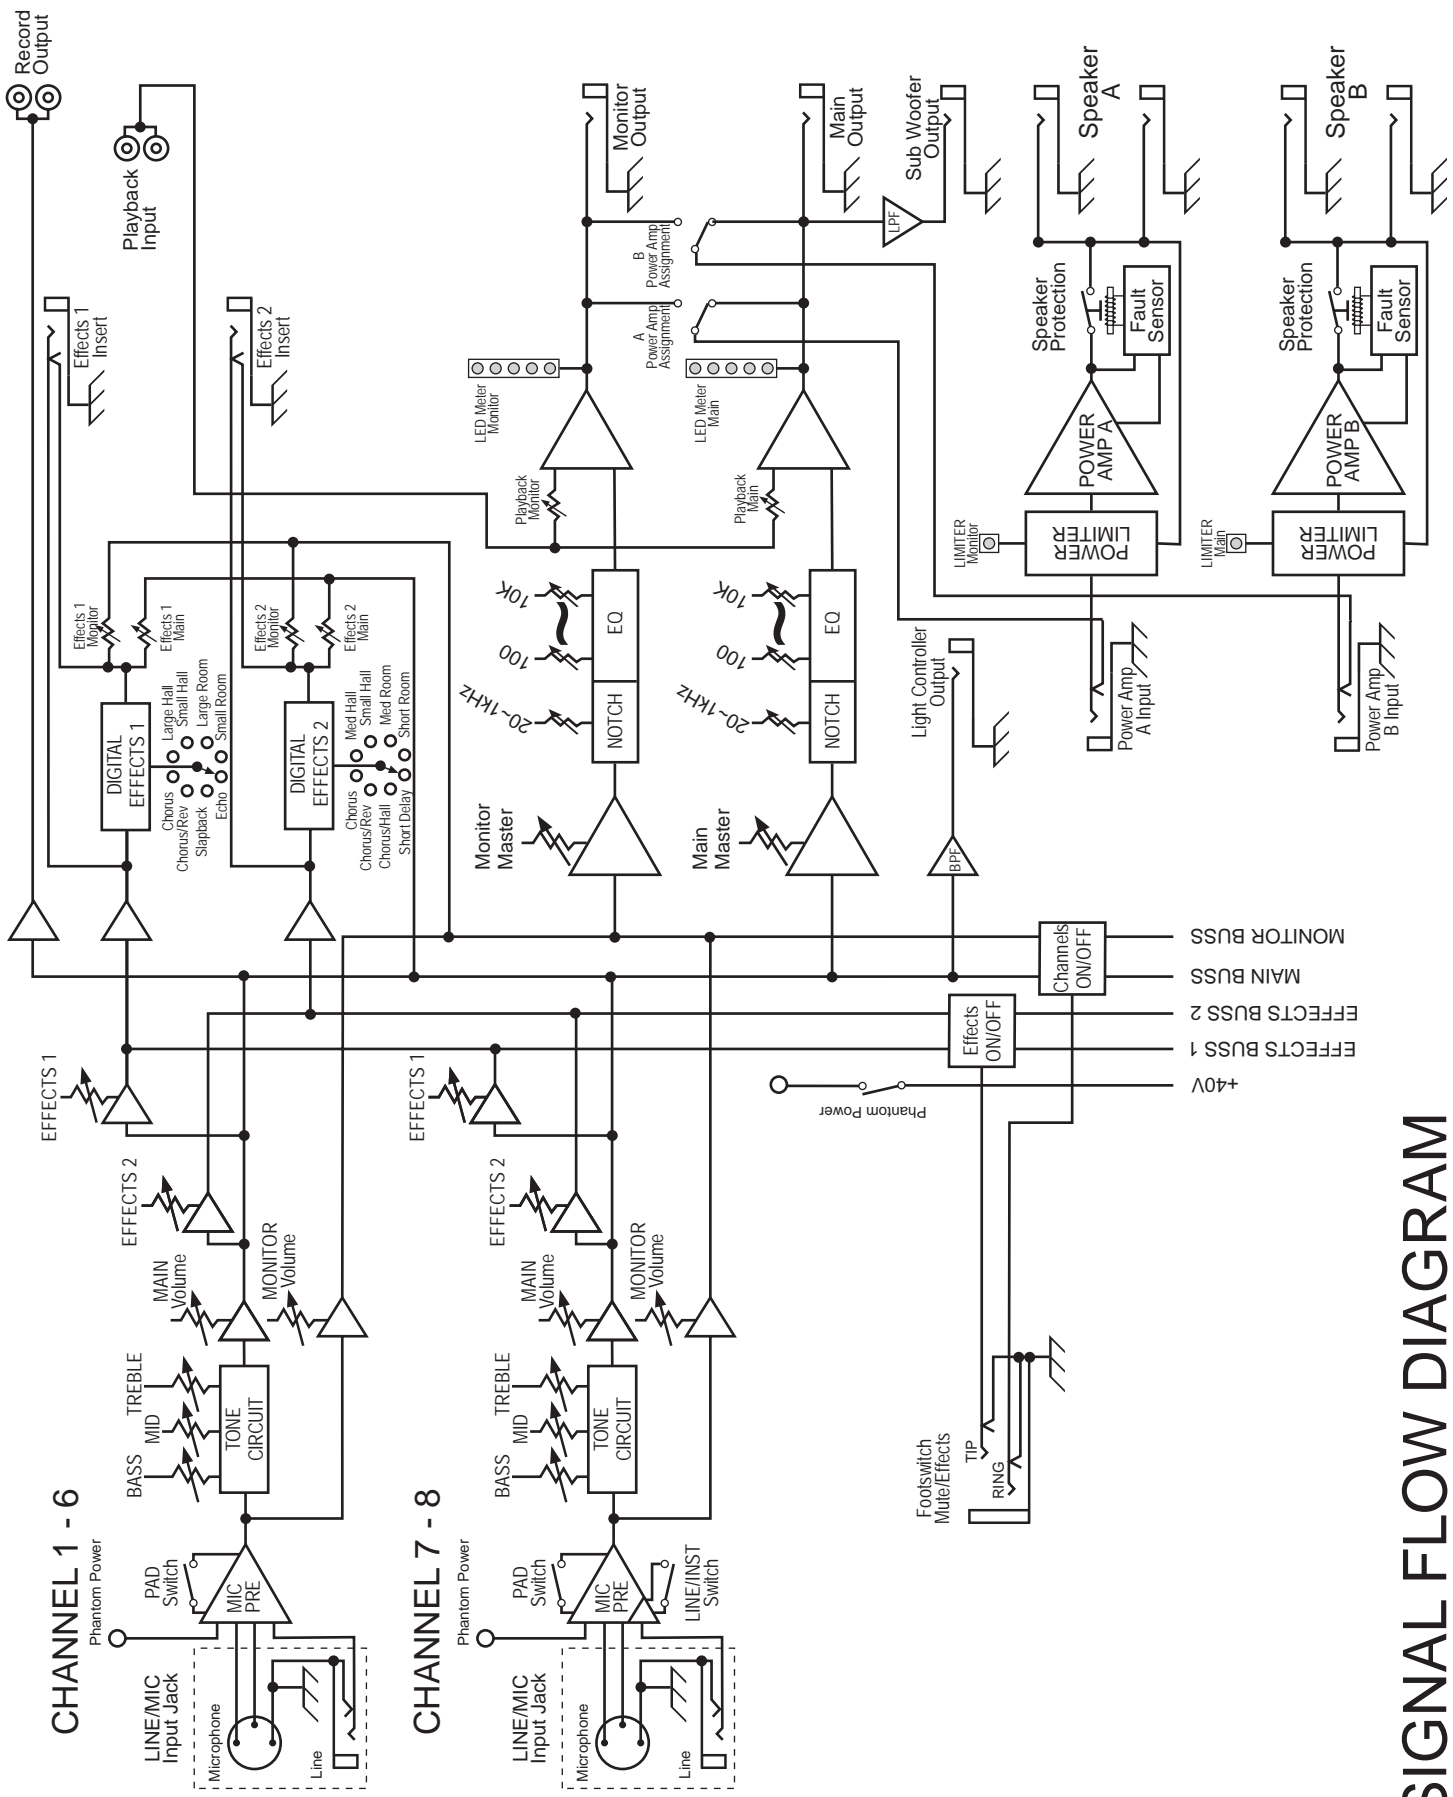 CHANNEL 1 - 6
Phantom Power
LINE/MIC
Input Jack
Microphone
Line
PAD
Switch
MIC
PRE
BASS
MID
TREBLE
TONE
CIRCUIT
MAIN
Volume
MONITOR
Volume
EFFECTS 2
EFFECTS 1
CHANNEL 7 - 8
Phantom Power
LINE/MIC
Input Jack
Microphone
Line
PAD
Switch
MIC
PRE
LINE/INST
Switch
BASS
MID
TREBLE
TONE
CIRCUIT
MAIN
Volume
MONITOR
Volume
EFFECTS 2
EFFECTS 1
Record
Output
Playback
Input
Effects 1
Insert
Effects 2
Insert
DIGITAL
EFFECTS 1
Chorus
Chorus/Rev
Slapback
Echo
Large Hall
Small Hall
Large Room
Small Room
Effects 1
Monitor
Effects 1
Main
DIGITAL
EFFECTS 2
Chorus
Chorus/Rev
Chorus/Hall
Short Delay
Med Hall
Small Hall
Med Room
Short Room
Effects 2
Monitor
Effects 2
Main
Monitor
Master
20~1kHz
100
10K
NOTCH
EQ
Playback
Monitor
LED Meter
Monitor
Monitor
Output
Main
Master
20~1kHz
100
10K
NOTCH
EQ
Playback
Main
LED Meter
Main
Main
Output
A
Power Amp
Assignment
B
Power Amp
Assignment
LPF
Sub Woofer
Output
BPF
Light Controller
Output
Power Amp
A Input
POWER
LIMITER
LIMITER
Monitor
POWER
AMP A
Speaker
Protection
Fault
Sensor
Speaker
A
Power Amp
B Input
POWER
LIMITER
LIMITER
Main
POWER
AMP B
Speaker
Protection
Fault
Sensor
Speaker
B
Channels
ON/OFF
Effects
ON/OFF
MONITOR BUSS
MAIN BUSS
EFFECTS BUSS 2
EFFECTS BUSS 1
+40V
Phantom Power
Footswitch
Mute/Effects
TIP
RING
SIGNAL FLOW DIAGRAM